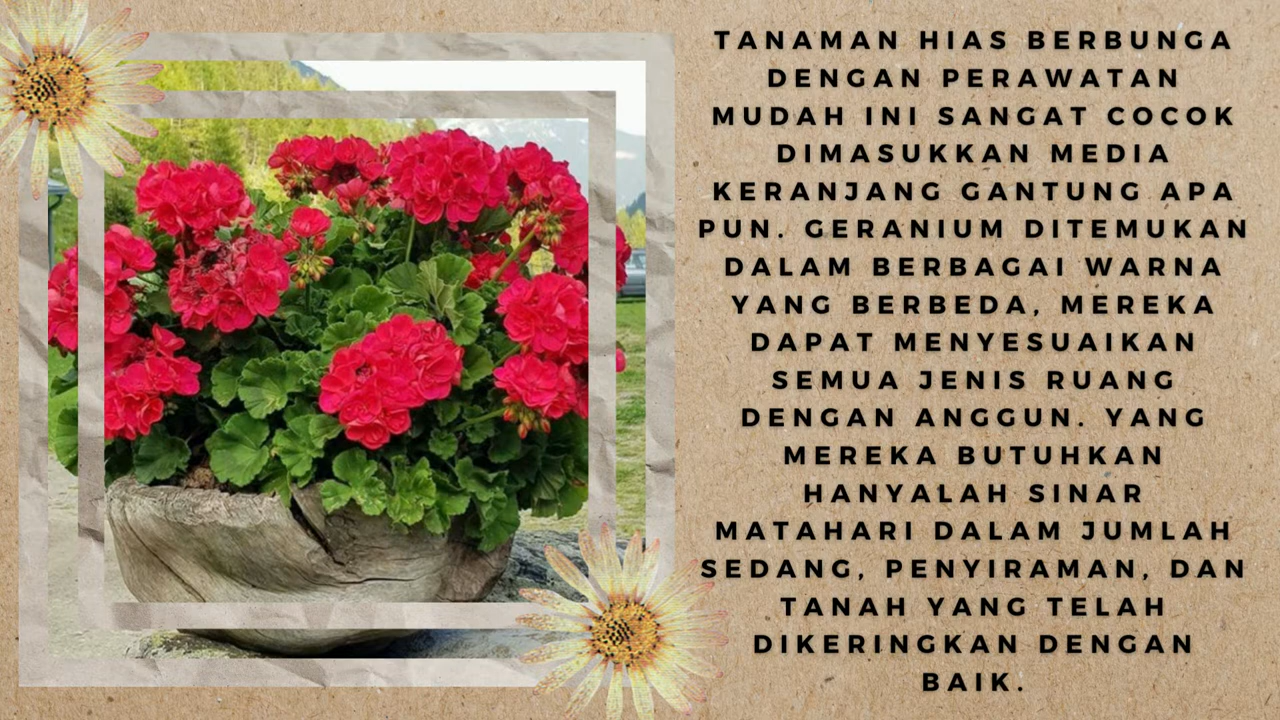 TANAMAN HIAS BERBUNGA
DENGAN PERAWATAN
MUDAH INI SANGAT COCOK
DIMASUKKAN MEDIA
KERANJANG GANTUNG APA
PUN. GERANIUM DITEMUKAN
DALAM BERBAGAI WARNA
YANG BERBEDA, MEREKA
DAPAT MENYESUAIKAN
SEMUA JENIS RUANG
DENGAN ANGGUN. YANG
MEREKA BUTUHKAN
HANYALAH SINAR
MATAHARI DALAM JUMLAH
SEDANG, PENYIRAMAN, DAN
TANAH YANG TELAH
DIKERINGKAN DENGAN
BAIK.